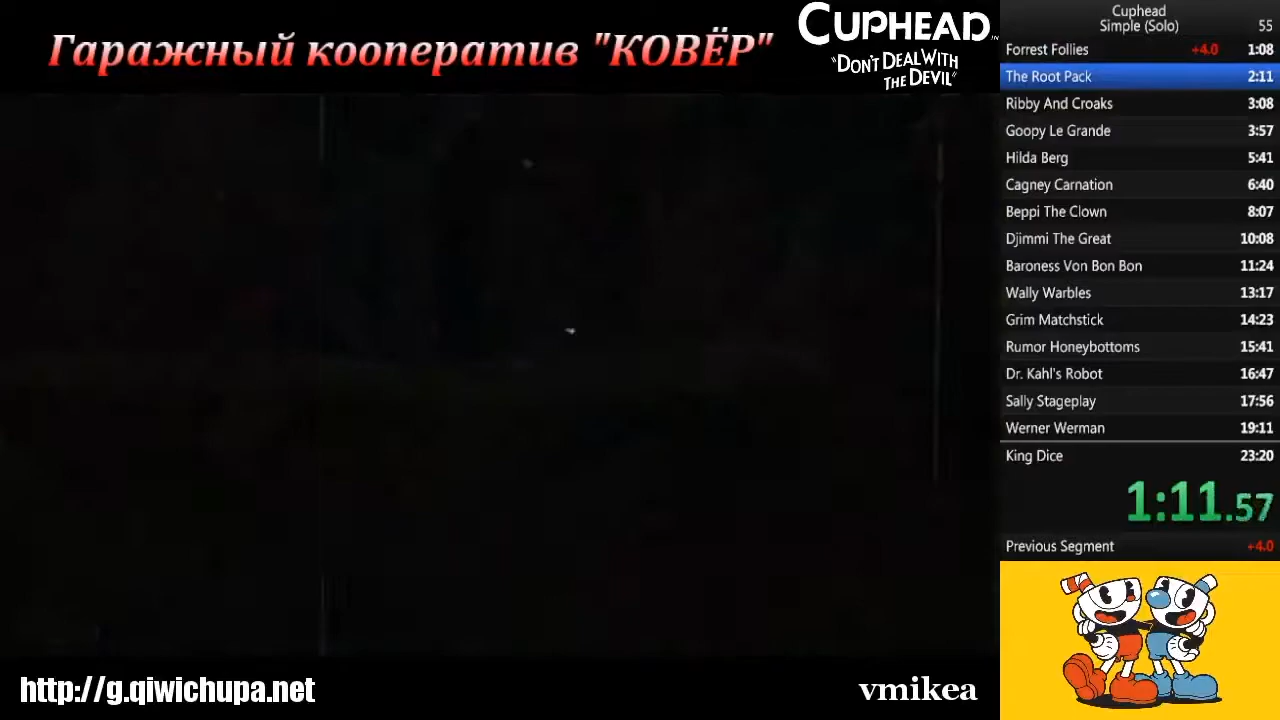 Гаражный кооператив "КОВЁР"
CUPHEAD
"DON'T DEAL WITH
THE DEVIL"
Cuphead
Simple (Solo) 55
Forrest Follies +4.0 1:08
The Root Pack 2:11
Ribby And Croaks 3:08
Goopy Le Grande 3:57
Hilda Berg 5:41
Cagney Carnation 6:40
Beppi The Clown 8:07
Djimmi The Great 10:08
Baroness Von Bon Bon 11:24
Wally Warbles 13:17
Grim Matchstick 14:23
Rumor Honeybottoms 15:41
Dr. Kahl's Robot 16:47
Sally Stageplay 17:56
Werner Werman 19:11
King Dice 23:20
1:11.57
Previous Segment +4.0
http://g.qiwichupa.net
vmikea